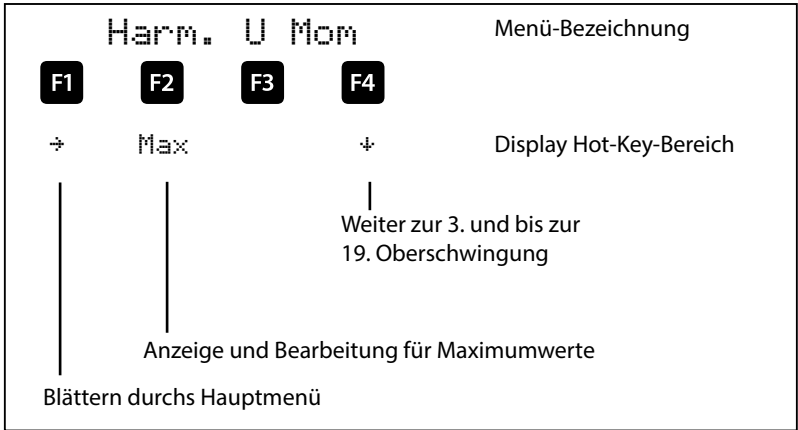 Harm. U Mom Menü-Bezeichnung
F1 F2 F3 F4
→ Max ↓ Display Hot-Key-Bereich
Weiter zur 3. und bis zur
19. Oberschwingung
Anzeige und Bearbeitung für Maximumwerte
Blättern durchs Hauptmenü